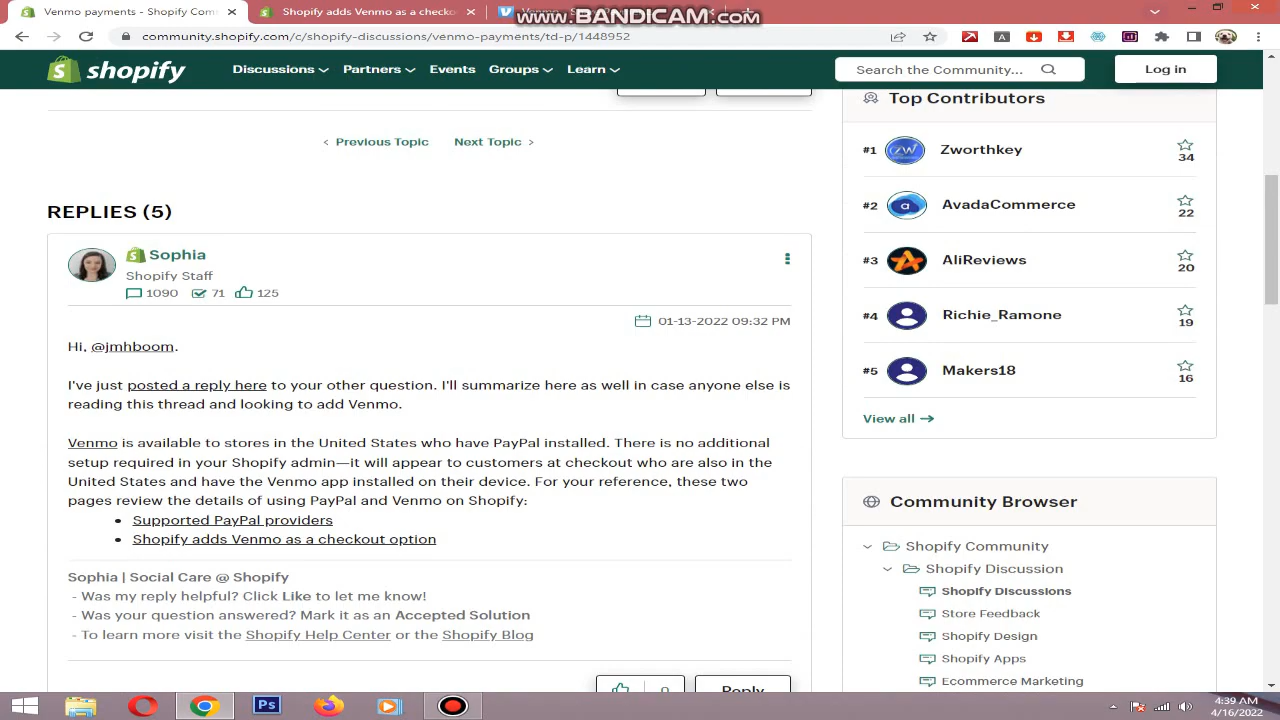 Venmo payments - Shopify Com
Shopify adds Venmo as a checko
www.BANDICAM.com
community.shopify.com/c/shopify-discussions/venmo-payments/td-p/1448952
shopify
Discussions
Partners
Events
Groups
Learn
Search the Community...
Log in
Previous Topic
Next Topic
REPLIES (5)
Sophia
Shopify Staff
1090 71 125
01-13-2022 09:32 PM
Hi, @jmhboom.
I've just posted a reply here to your other question. I'll summarize here as well in case anyone else is
reading this thread and looking to add Venmo.
Venmo is available to stores in the United States who have PayPal installed. There is no additional
setup required in your Shopify admin—it will appear to customers at checkout who are also in the
United States and have the Venmo app installed on their device. For your reference, these two
pages review the details of using PayPal and Venmo on Shopify:
• Supported PayPal providers
• Shopify adds Venmo as a checkout option
Sophia | Social Care @ Shopify
- Was my reply helpful? Click Like to let me know!
- Was your question answered? Mark it as an Accepted Solution
- To learn more visit the Shopify Help Center or the Shopify Blog
0
Reply
Top Contributors
#1 Zworthkey 34
#2 AvadaCommerce 22
#3 AliReviews 20
#4 Richie_Ramone 19
#5 Makers18 16
View all →
Community Browser
Shopify Community
Shopify Discussion
Shopify Discussions
Store Feedback
Shopify Design
Shopify Apps
Ecommerce Marketing
Ps
4:39 AM
4/16/2022